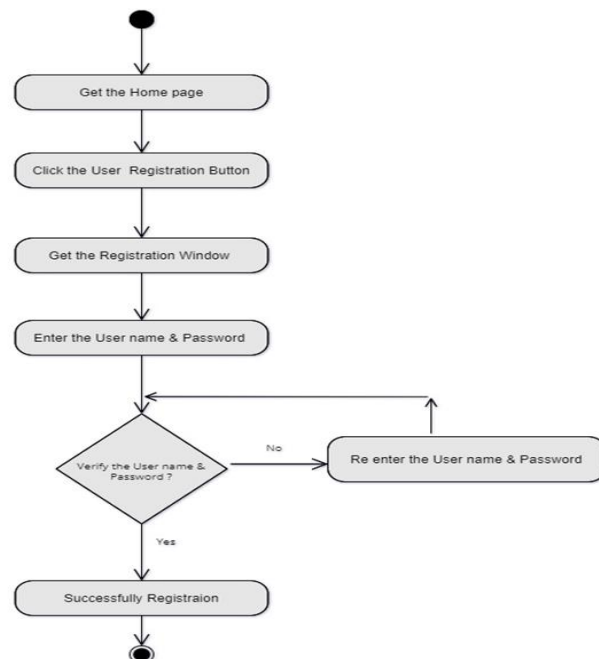 Get the Home page
Click the User Registration Button
Get the Registration Window
Enter the User name & Password
Verify the User name &
Password ?
No
Re enter the User name & Password
Yes
Successfully Registraion